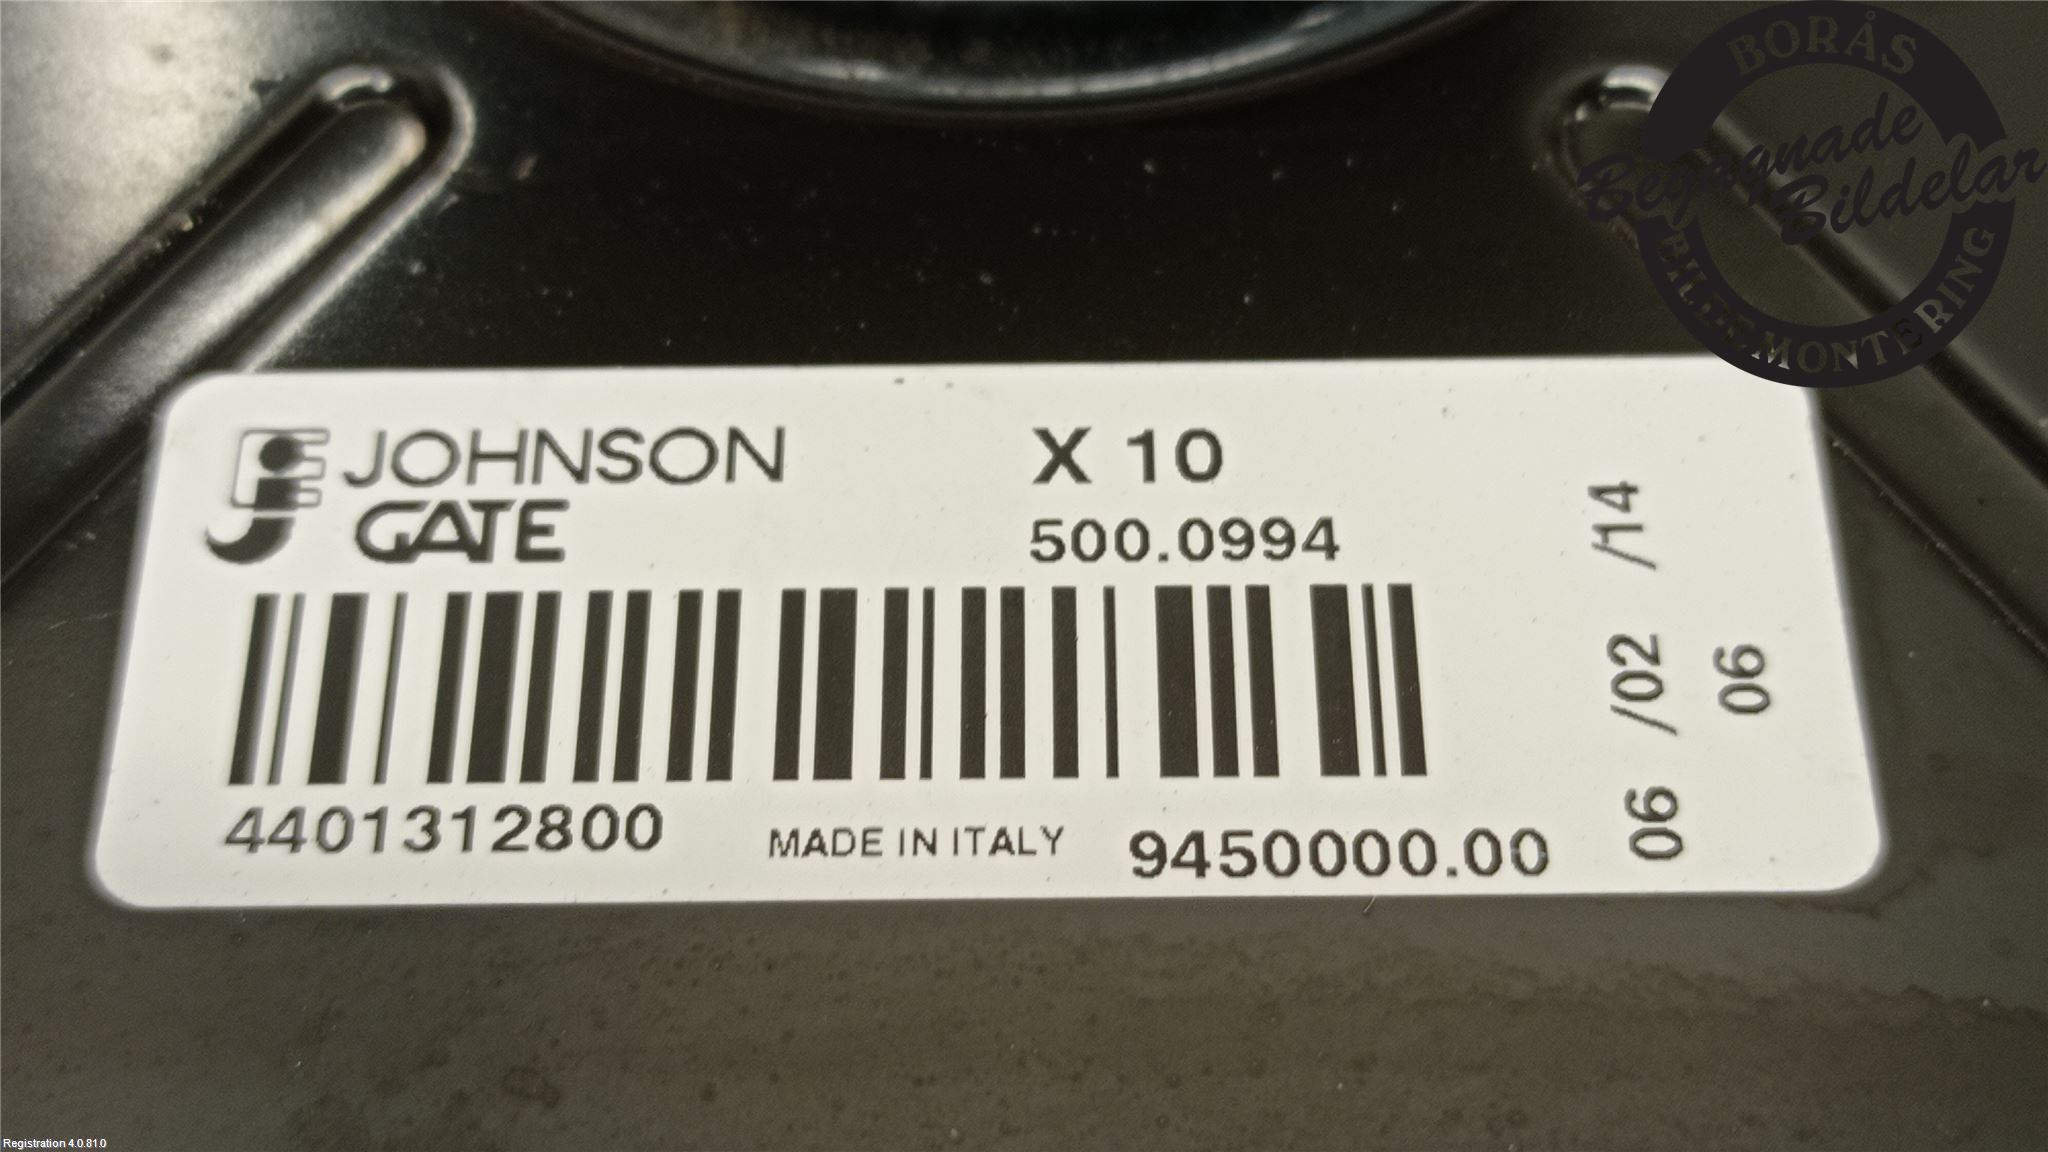 BORÅS
Begagnade
Bildelar
BILDEMONTERING
JOHNSON
GATE
X 10
500.0994
4401312800
MADE IN ITALY
9450000.00
06 /02 /14
06
Registration 4.0.81.0